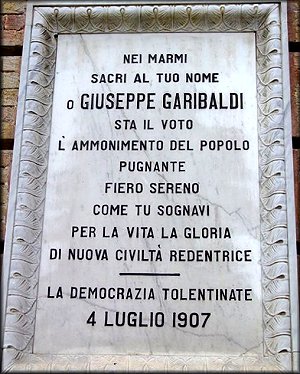 NEI MARMI
SACRI AL TUO NOME
O GIUSEPPE GARIBALDI
STA IL VOTO
L'AMMONIMENTO DEL POPOLO
PUGNANTE
FIERO SERENO
COME TU SOGNAVI
PER LA VITA LA GLORIA
DI NUOVA CIVILTÀ REDENTRICE
LA DEMOCRAZIA TOLENTINATE
4 LUGLIO 1907